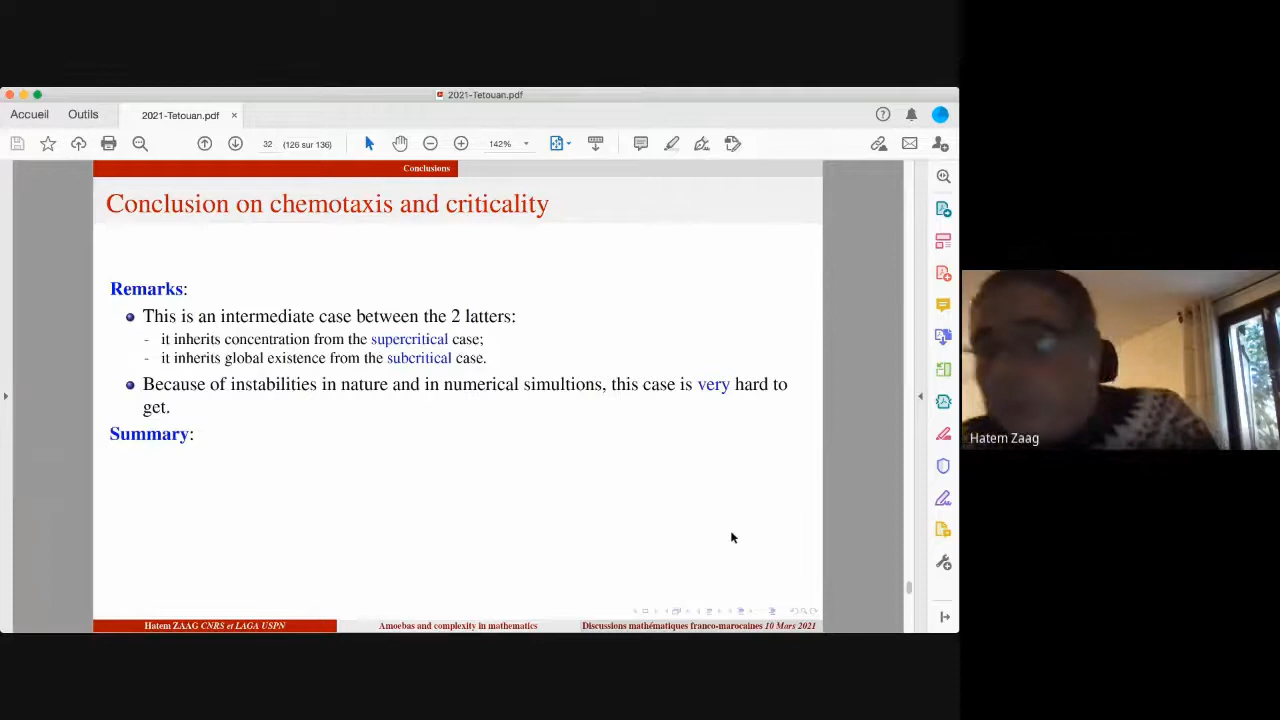 2021-Tetouan.pdf
Accueil
Outils
2021-Tetouan.pdf ×
32 (126 sur 136)
142%
Conclusions
Conclusion on chemotaxis and criticality
Remarks:
This is an intermediate case between the 2 latters:
- it inherits concentration from the supercritical case;
- it inherits global existence from the subcritical case.
Because of instabilities in nature and in numerical simultions, this case is very hard to
get.
Summary:
Hatem ZAAG CNRS et LAGA USPN
Amoebas and complexity in mathematics
Discussions mathématiques franco-marocaines 10 Mars 2021
Hatem Zaag